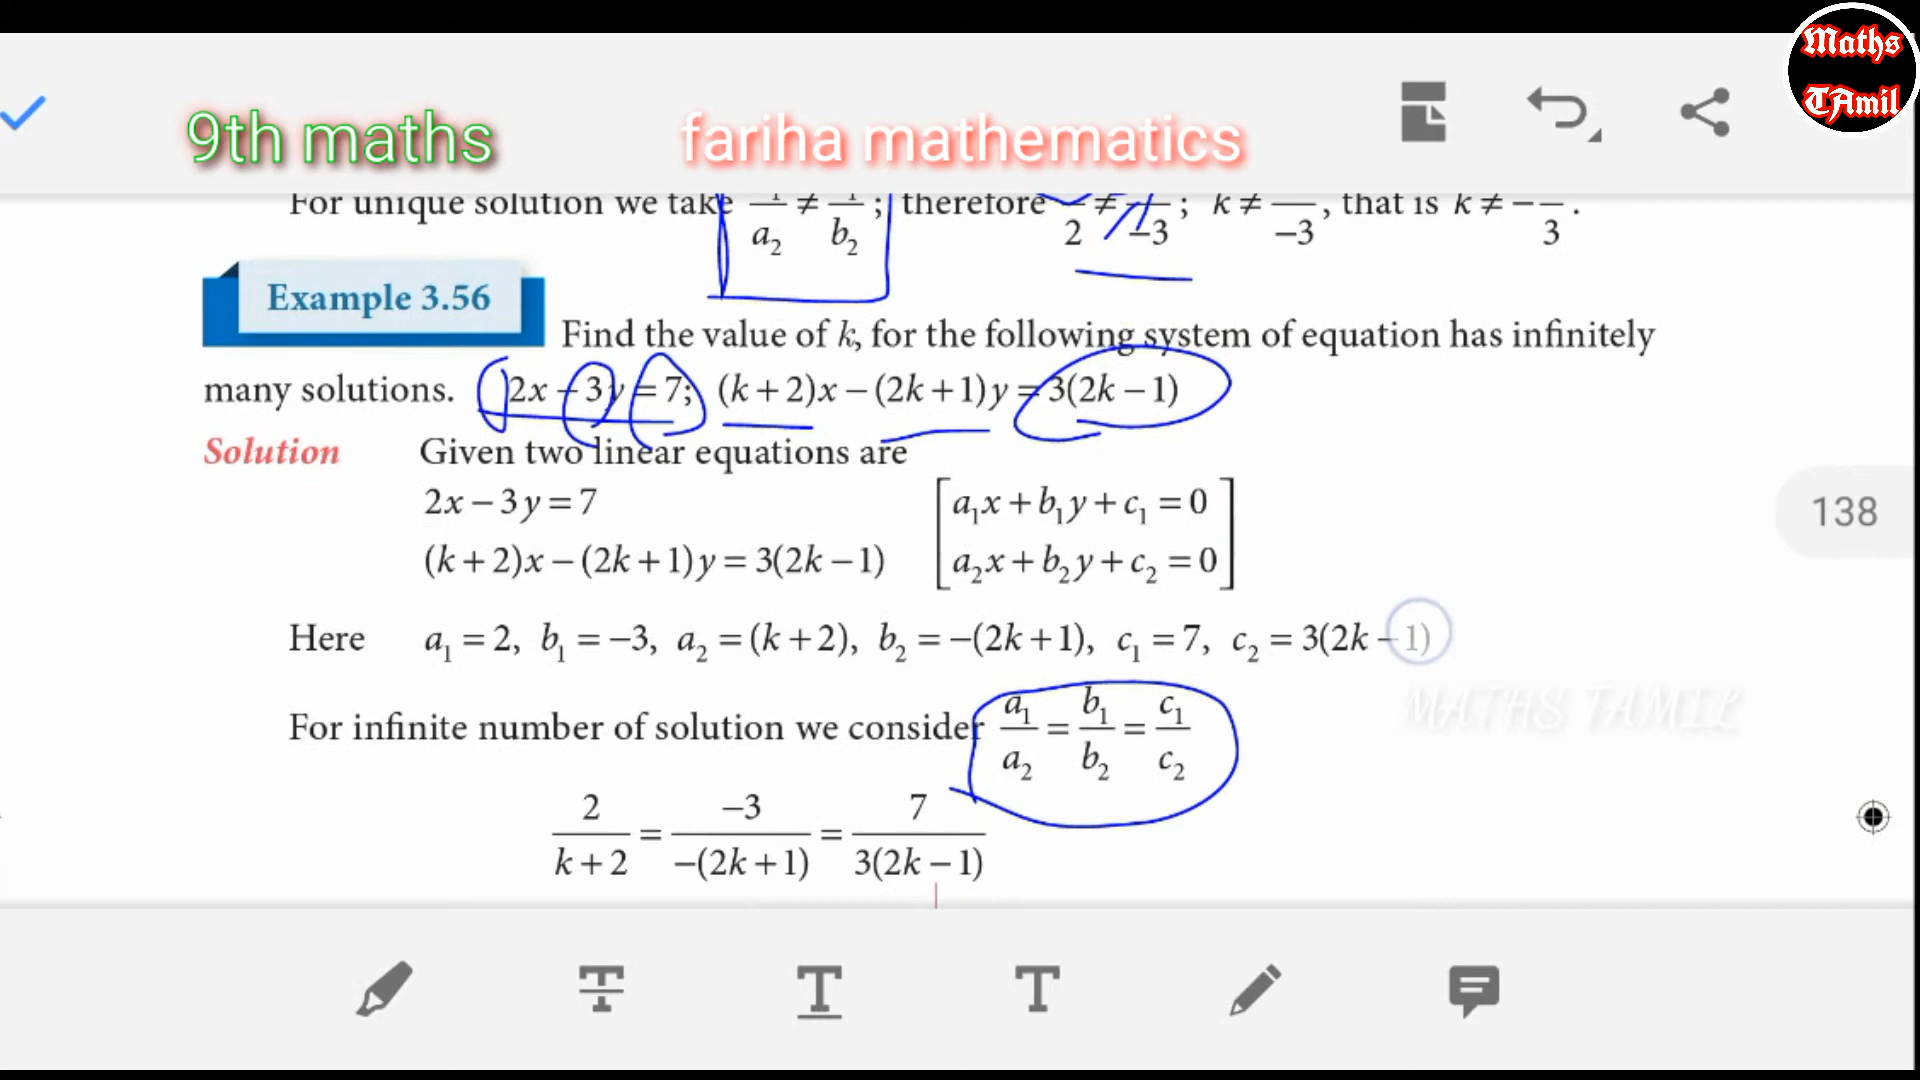 Maths
TAmil
9th maths fariha mathematics
For unique solution we take 1/a₂ ≠ 1/b₂ ; therefore 2 ≠ -3 ; k ≠ /-3 , that is k ≠ - /3 .
Example 3.56
Find the value of k, for the following system of equation has infinitely
many solutions. 2x − 3y = 7; (k + 2)x − (2k + 1)y = 3(2k − 1)
Solution Given two linear equations are
2x − 3y = 7 [a₁x + b₁y + c₁ = 0
(k + 2)x − (2k + 1)y = 3(2k − 1) a₂x + b₂y + c₂ = 0]
138
Here a₁ = 2, b₁ = −3, a₂ = (k + 2), b₂ = −(2k + 1), c₁ = 7, c₂ = 3(2k − 1)
MATHS TAMIL
For infinite number of solution we consider a₁/a₂ = b₁/b₂ = c₁/c₂
2/(k + 2) = −3/−(2k + 1) = 7/3(2k − 1)
T T T